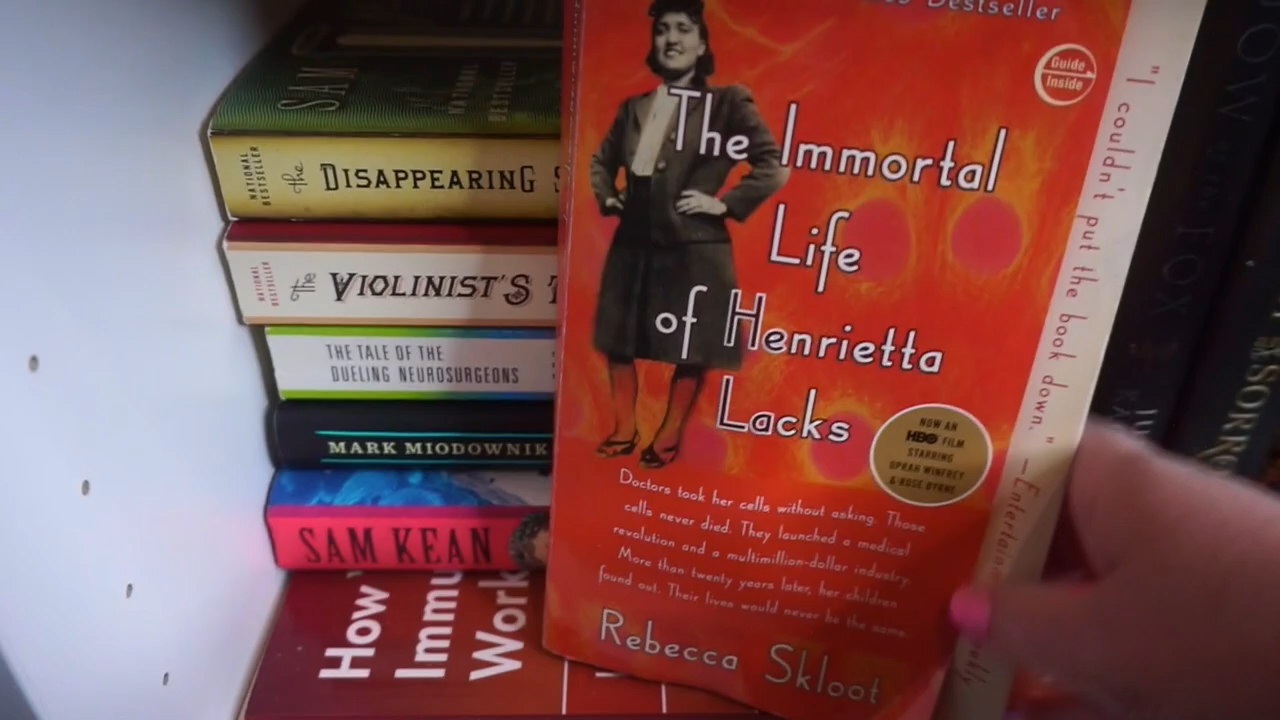 SAM
NATIONAL
BESTSELLER
NATIONAL
BESTSELLER
the DISAPPEARING
NATIONAL
BESTSELLER
the VIOLINIST'S
THE TALE OF THE
DUELING NEUROSURGEONS
MARK MIODOWNIK
SAM KEAN
How
Immu
Work
Bestseller
Guide
Inside
The Immortal
Life
of Henrietta
Lacks
NOW AN
HBO FILM
STARRING
OPRAH WINFREY
& ROSE BYRNE
Doctors took her cells without asking. Those
cells never died. They launched a medical
revolution and a multimillion-dollar industry.
More than twenty years later, her children
found out. Their lives would never be the same.
Rebecca Skloot
"I couldn't put the book down." —Entertain